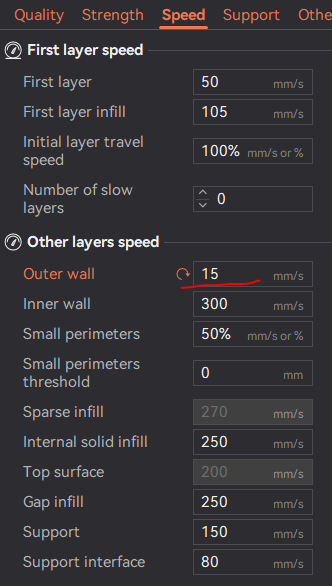 Quality Strength Speed Support Othe
First layer speed
First layer 50 mm/s
First layer infill 105 mm/s
Initial layer travel
speed 100% mm/s or %
Number of slow
layers 0
Other layers speed
Outer wall 15 mm/s
Inner wall 300 mm/s
Small perimeters 50% mm/s or %
Small perimeters
threshold 0 mm
Sparse infill 270 mm/s
Internal solid infill 250 mm/s
Top surface 200 mm/s
Gap infill 250 mm/s
Support 150 mm/s
Support interface 80 mm/s